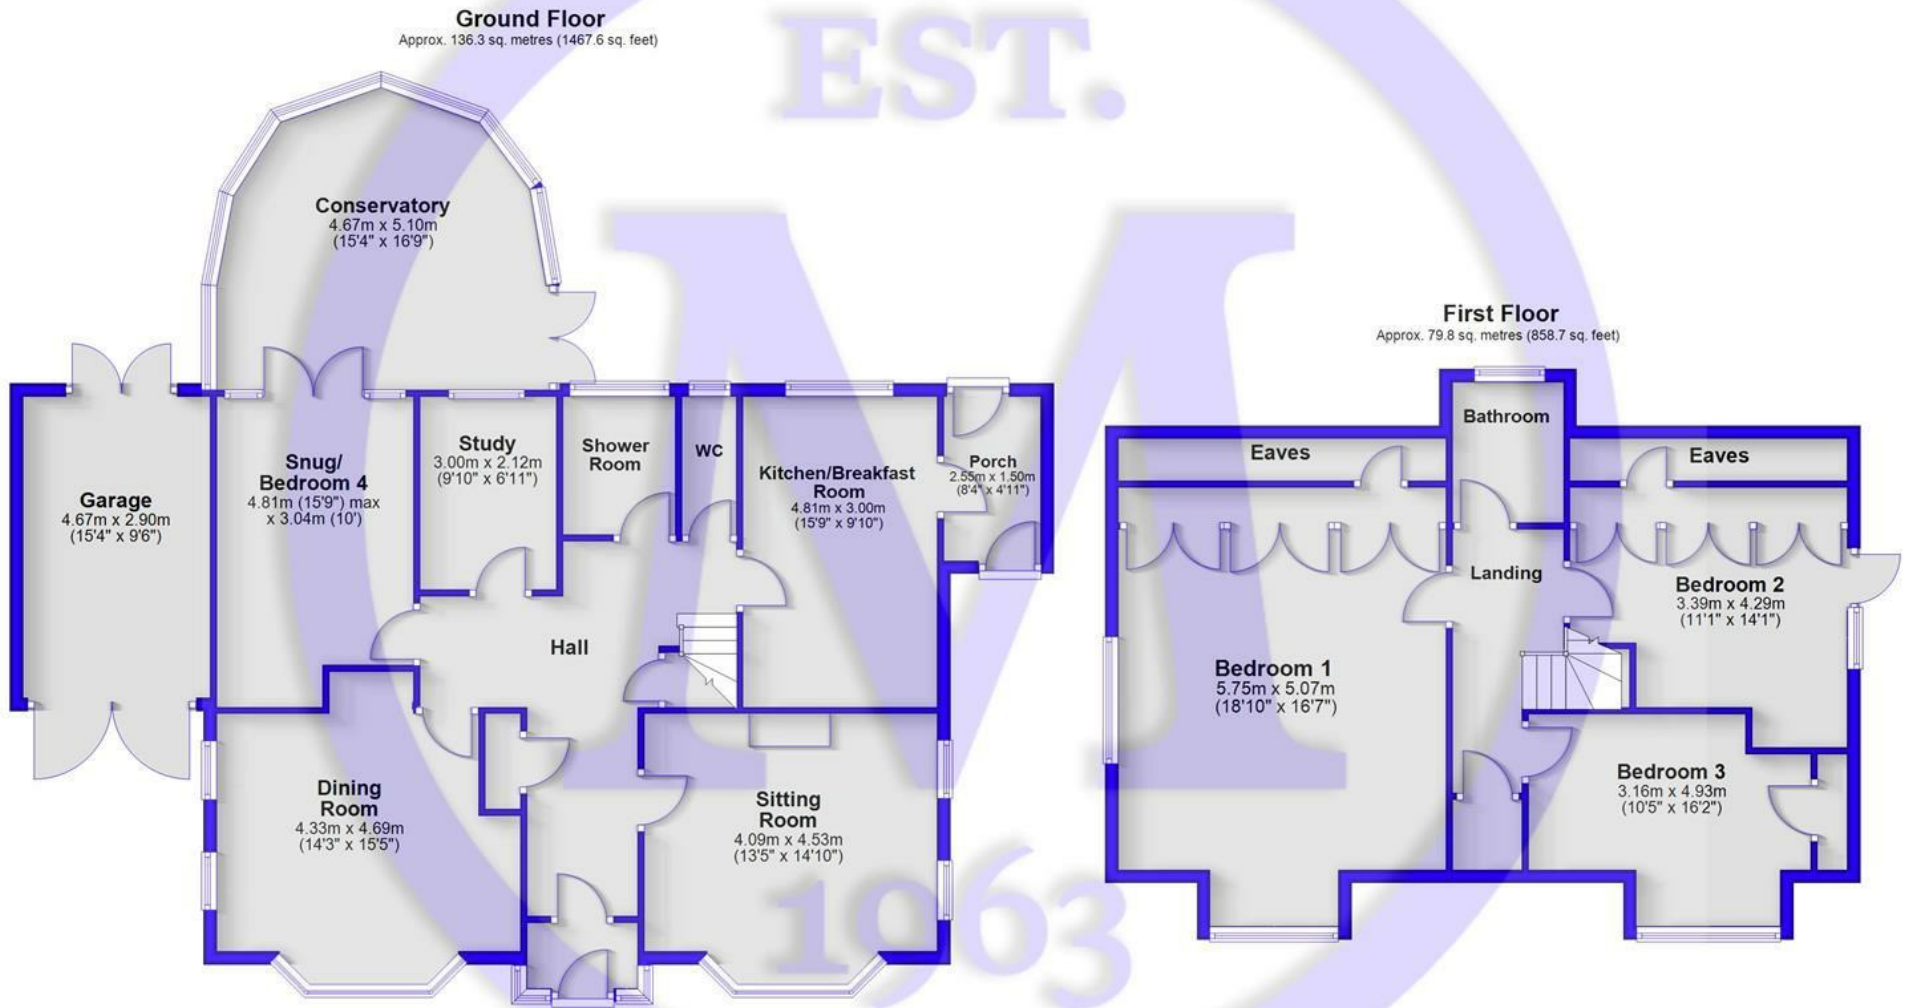 Ground Floor
Approx. 136.3 sq. metres (1467.6 sq. feet)
EST.
M
1963
Conservatory
4.67m x 5.10m
(15'4" x 16'9")
Garage
4.67m x 2.90m
(15'4" x 9'6")
Snug/
Bedroom 4
4.81m (15'9") max
x 3.04m (10')
Study
3.00m x 2.12m
(9'10" x 6'11")
Shower
Room
WC
Kitchen/Breakfast
Room
4.81m x 3.00m
(15'9" x 9'10")
Porch
2.55m x 1.50m
(8'4" x 4'11")
Hall
Dining
Room
4.33m x 4.69m
(14'3" x 15'5")
Sitting
Room
4.09m x 4.53m
(13'5" x 14'10")
First Floor
Approx. 79.8 sq. metres (858.7 sq. feet)
Bathroom
Eaves
Eaves
Landing
Bedroom 2
3.39m x 4.29m
(11'1" x 14'1")
Bedroom 1
5.75m x 5.07m
(18'10" x 16'7")
Bedroom 3
3.16m x 4.93m
(10'5" x 16'2")